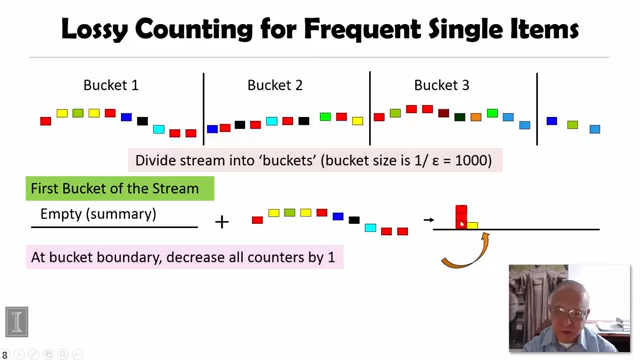 Lossy Counting for Frequent Single Items
Bucket 1
Bucket 2
Bucket 3
Divide stream into ‘buckets’ (bucket size is 1/ ε = 1000)
First Bucket of the Stream
Empty (summary)
+
At bucket boundary, decrease all counters by 1
I
8